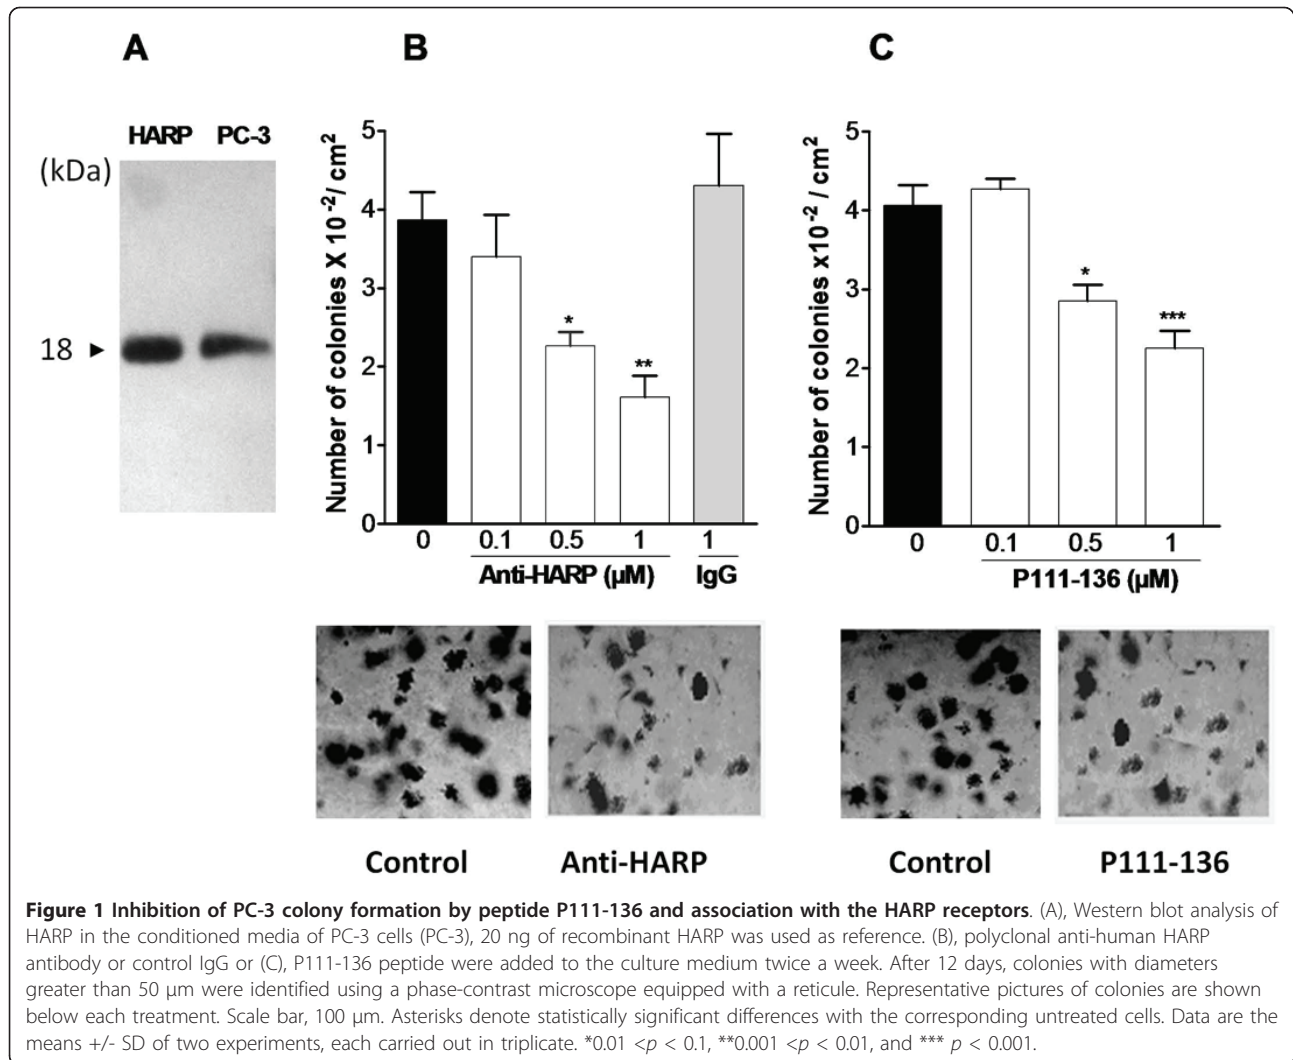 A
B
C
HARP PC-3
(kDa)
18 ►
Number of colonies X 10-2/ cm2
5
4
3
2
1
0
*
**
0 0.1 0.5 1 1
Anti-HARP (µM) IgG
Number of colonies x10-2 / cm2
5
4
3
2
1
0
*
***
0 0.1 0.5 1
P111-136 (µM)
Control Anti-HARP Control P111-136
Figure 1 Inhibition of PC-3 colony formation by peptide P111-136 and association with the HARP receptors. (A), Western blot analysis of
HARP in the conditioned media of PC-3 cells (PC-3), 20 ng of recombinant HARP was used as reference. (B), polyclonal anti-human HARP
antibody or control IgG or (C), P111-136 peptide were added to the culture medium twice a week. After 12 days, colonies with diameters
greater than 50 µm were identified using a phase-contrast microscope equipped with a reticule. Representative pictures of colonies are shown
below each treatment. Scale bar, 100 µm. Asterisks denote statistically significant differences with the corresponding untreated cells. Data are the
means +/- SD of two experiments, each carried out in triplicate. *0.01 <p < 0.1, **0.001 <p < 0.01, and *** p < 0.001.